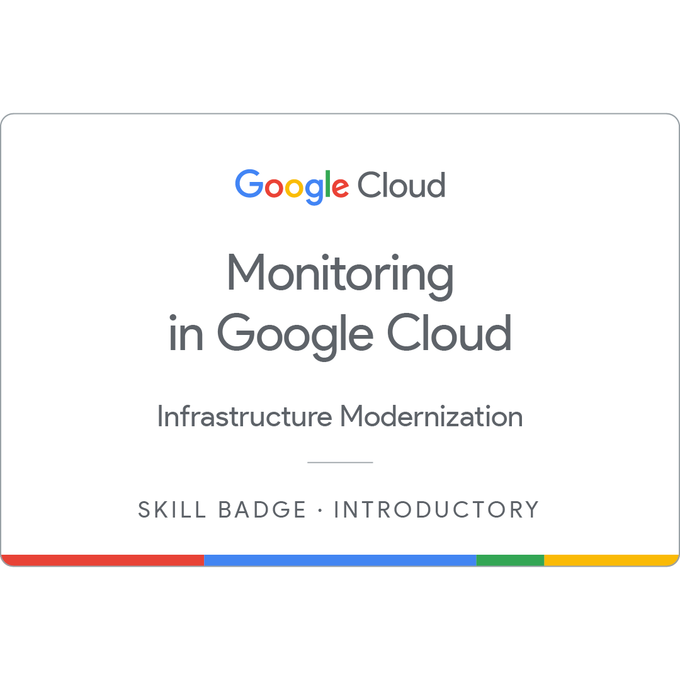 Google Cloud
Monitoring
in Google Cloud
Infrastructure Modernization
SKILL BADGE · INTRODUCTORY